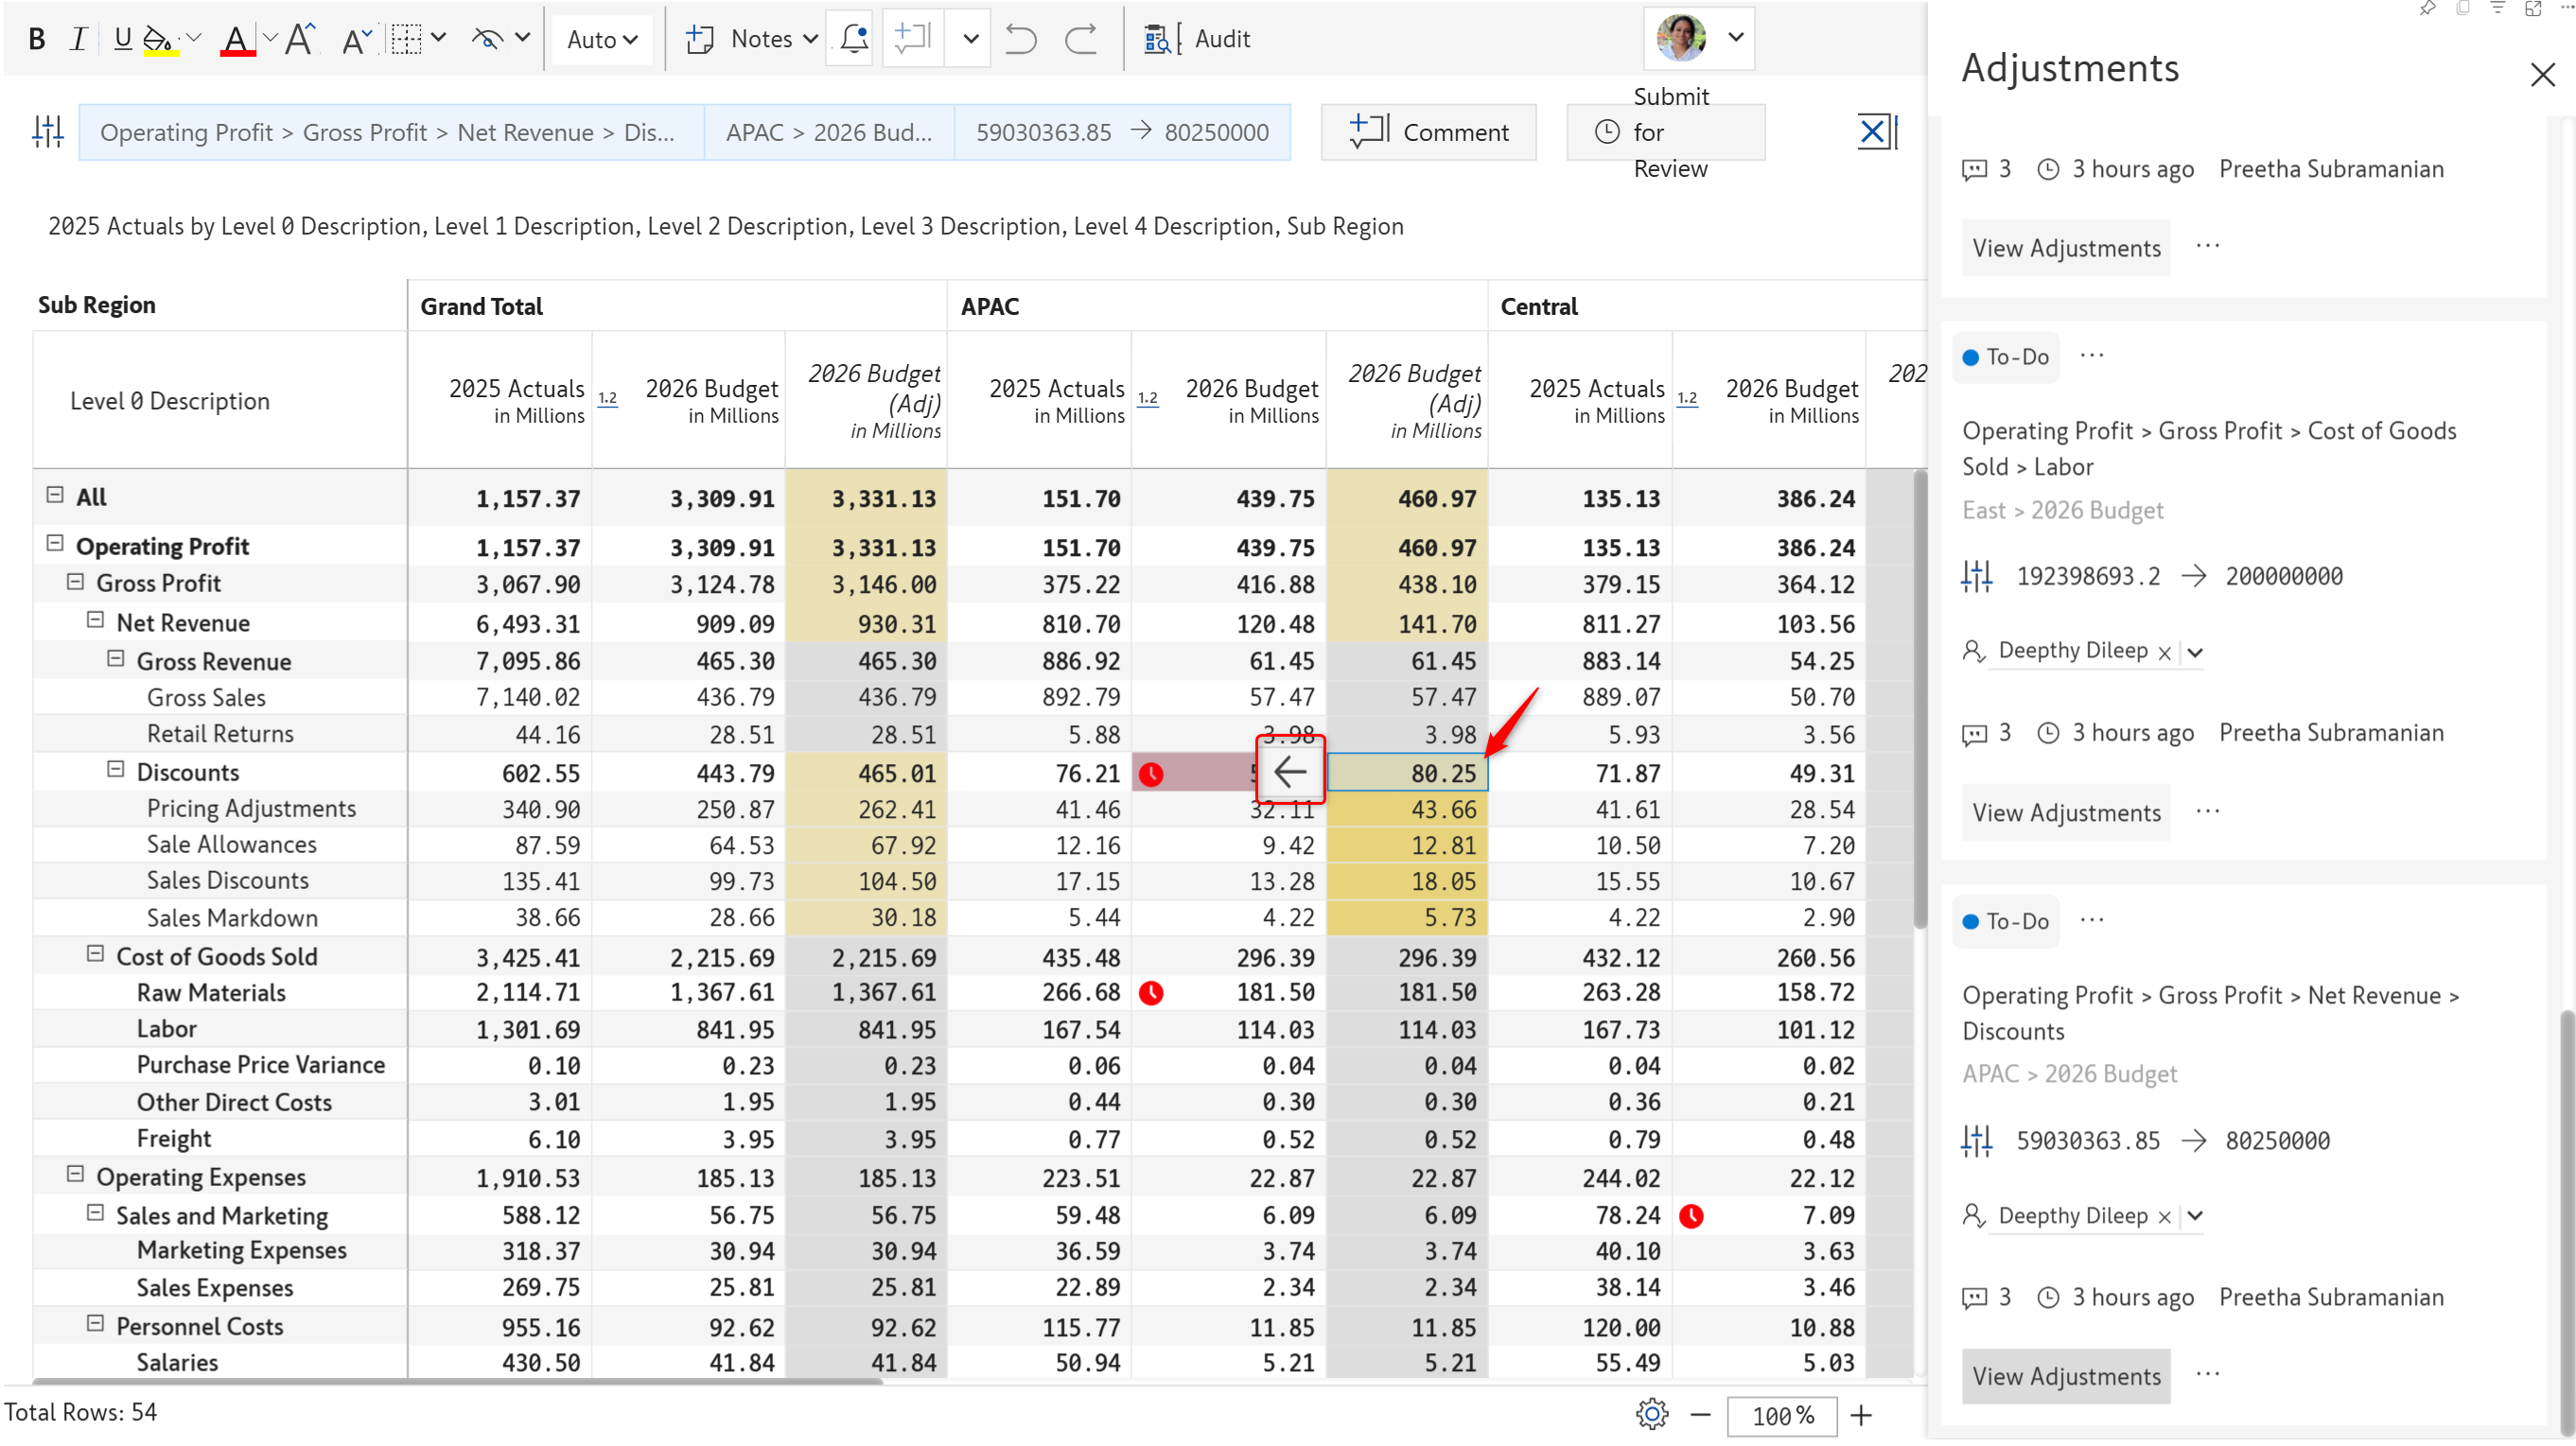 B I U A A A Auto Notes Audit
Operating Profit > Gross Profit > Net Revenue > Dis... APAC > 2026 Bud... 59030363.85 → 80250000 Comment Submit for Review
2025 Actuals by Level 0 Description, Level 1 Description, Level 2 Description, Level 3 Description, Level 4 Description, Sub Region
Sub Region Grand Total APAC Central
Level 0 Description 2025 Actuals in Millions 1.2 2026 Budget in Millions 2026 Budget (Adj) in Millions 2025 Actuals in Millions 1.2 2026 Budget in Millions 2026 Budget (Adj) in Millions 2025 Actuals in Millions 1.2 2026 Budget in Millions 202
All 1,157.37 3,309.91 3,331.13 151.70 439.75 460.97 135.13 386.24
Operating Profit 1,157.37 3,309.91 3,331.13 151.70 439.75 460.97 135.13 386.24
Gross Profit 3,067.90 3,124.78 3,146.00 375.22 416.88 438.10 379.15 364.12
Net Revenue 6,493.31 909.09 930.31 810.70 120.48 141.70 811.27 103.56
Gross Revenue 7,095.86 465.30 465.30 886.92 61.45 61.45 883.14 54.25
Gross Sales 7,140.02 436.79 436.79 892.79 57.47 57.47 889.07 50.70
Retail Returns 44.16 28.51 28.51 5.88 3.98 3.98 5.93 3.56
Discounts 602.55 443.79 465.01 76.21 80.25 71.87 49.31
Pricing Adjustments 340.90 250.87 262.41 41.46 32.11 43.66 41.61 28.54
Sale Allowances 87.59 64.53 67.92 12.16 9.42 12.81 10.50 7.20
Sales Discounts 135.41 99.73 104.50 17.15 13.28 18.05 15.55 10.67
Sales Markdown 38.66 28.66 30.18 5.44 4.22 5.73 4.22 2.90
Cost of Goods Sold 3,425.41 2,215.69 2,215.69 435.48 296.39 296.39 432.12 260.56
Raw Materials 2,114.71 1,367.61 1,367.61 266.68 181.50 181.50 263.28 158.72
Labor 1,301.69 841.95 841.95 167.54 114.03 114.03 167.73 101.12
Purchase Price Variance 0.10 0.23 0.23 0.06 0.04 0.04 0.04 0.02
Other Direct Costs 3.01 1.95 1.95 0.44 0.30 0.30 0.36 0.21
Freight 6.10 3.95 3.95 0.77 0.52 0.52 0.79 0.48
Operating Expenses 1,910.53 185.13 185.13 223.51 22.87 22.87 244.02 22.12
Sales and Marketing 588.12 56.75 56.75 59.48 6.09 6.09 78.24 7.09
Marketing Expenses 318.37 30.94 30.94 36.59 3.74 3.74 40.10 3.63
Sales Expenses 269.75 25.81 25.81 22.89 2.34 2.34 38.14 3.46
Personnel Costs 955.16 92.62 92.62 115.77 11.85 11.85 120.00 10.88
Salaries 430.50 41.84 41.84 50.94 5.21 5.21 55.49 5.03
Total Rows: 54 100 %
Adjustments
3 3 hours ago Preetha Subramanian
View Adjustments ...
To-Do ...
Operating Profit > Gross Profit > Cost of Goods
Sold > Labor
East > 2026 Budget
192398693.2 → 200000000
Deepthy Dileep
3 3 hours ago Preetha Subramanian
View Adjustments ...
To-Do ...
Operating Profit > Gross Profit > Net Revenue >
Discounts
APAC > 2026 Budget
59030363.85 → 80250000
Deepthy Dileep
3 3 hours ago Preetha Subramanian
View Adjustments ...